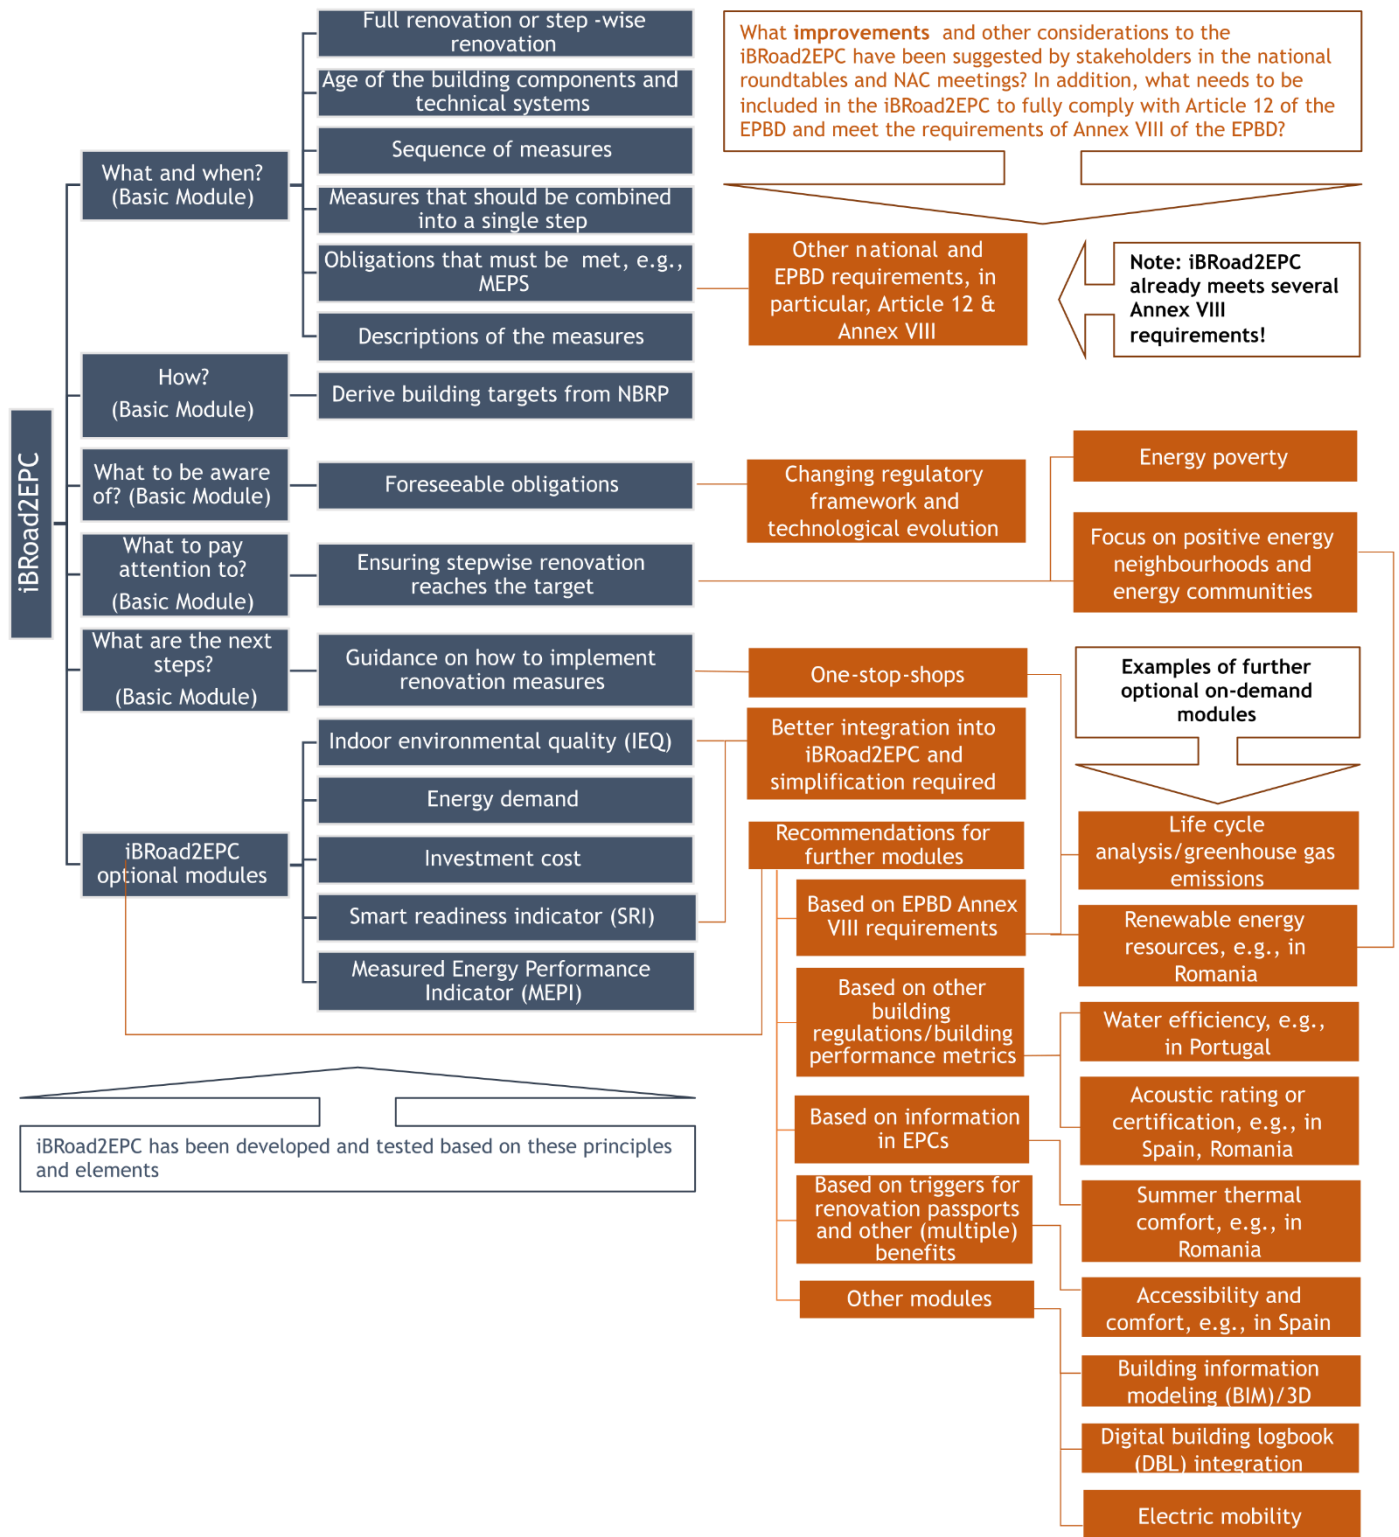 Full renovation or step -wise
renovation
Age of the building components and
technical systems
Sequence of measures
What and when?
(Basic Module)
Measures that should be combined
into a single step
Obligations that must be  met, e.g.,
MEPS
Descriptions of the measures
What improvements  and other considerations to the
iBRoad2EPC have been suggested by stakeholders in the national
roundtables and NAC meetings? In addition, what needs to be
included in the iBRoad2EPC to fully comply with Article 12 of the
EPBD and meet the requirements of Annex VIII of the EPBD?
Other national and
EPBD requirements, in
particular, Article 12 &
Annex VIII
Note: iBRoad2EPC
already meets several
Annex VIII
requirements!
How?
(Basic Module)
Derive building targets from NBRP
iBRoad2EPC
What to be aware
of? (Basic Module)
Foreseeable obligations
Changing regulatory
framework and
technological evolution
Energy poverty
What to pay
attention to?
(Basic Module)
Ensuring stepwise renovation
reaches the target
Focus on positive energy
neighbourhoods and
energy communities
What are the next
steps?
(Basic Module)
Guidance on how to implement
renovation measures
One-stop-shops
Examples of further
optional on-demand
modules
Indoor environmental quality (IEQ)
Better integration into
iBRoad2EPC and
simplification required
Energy demand
iBRoad2EPC
optional modules
Investment cost
Smart readiness indicator (SRI)
Measured Energy Performance
Indicator (MEPI)
Recommendations for
further modules
Based on EPBD Annex
VIII requirements
Life cycle
analysis/greenhouse gas
emissions
Renewable energy
resources, e.g., in
Romania
Based on other
building
regulations/building
performance metrics
Water efficiency, e.g.,
in Portugal
Acoustic rating or
certification, e.g., in
Spain, Romania
Based on information
in EPCs
Summer thermal
comfort, e.g., in
Romania
Based on triggers for
renovation passports
and other (multiple)
benefits
Accessibility and
comfort, e.g., in Spain
Other modules
Building information
modeling (BIM)/3D
Digital building logbook
(DBL) integration
Electric mobility
iBRoad2EPC has been developed and tested based on these principles
and elements